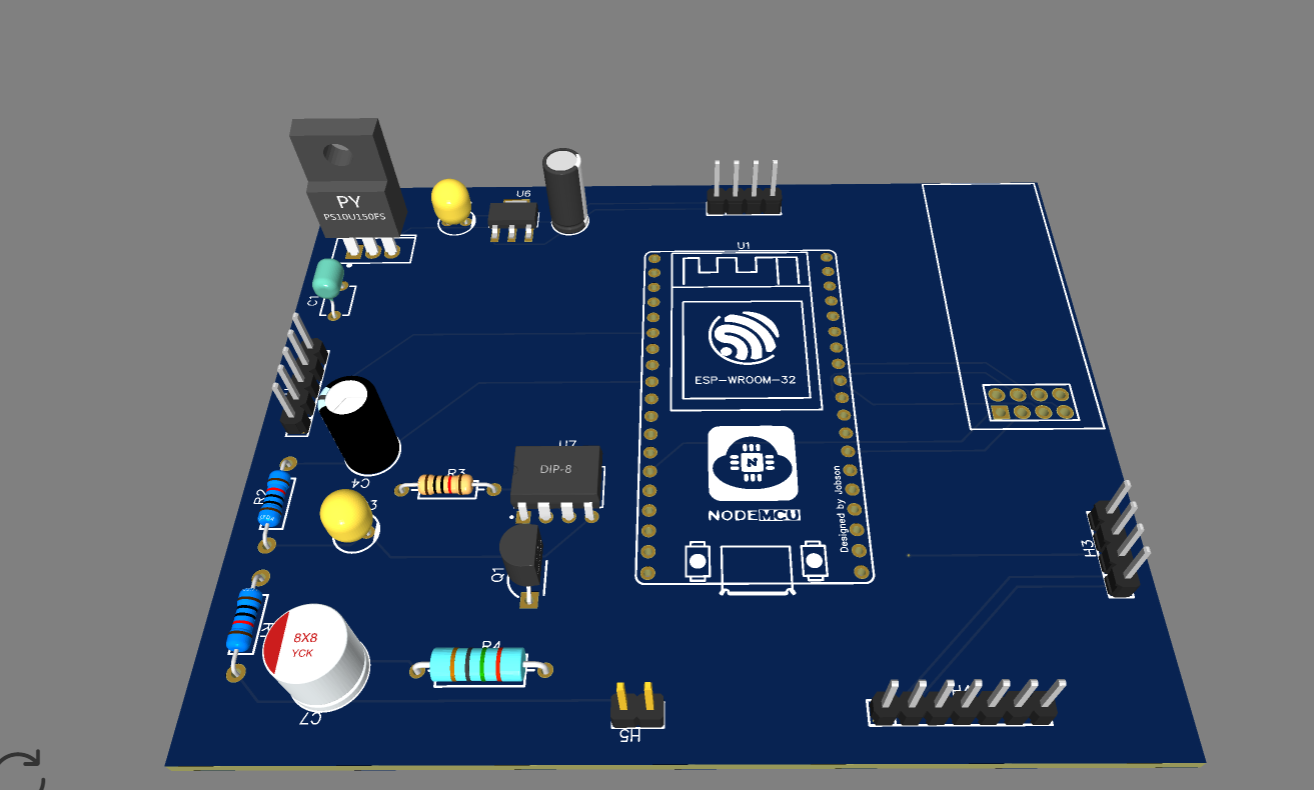 PY
PS10U150FS
U6
U1
C1
ESP-WROOM-32
U7
DIP-8
R3
C4
R2
3
N
NODEMCU
Designed by Jobson
H3
Q1
8X8
YCK
R4
C7
H5